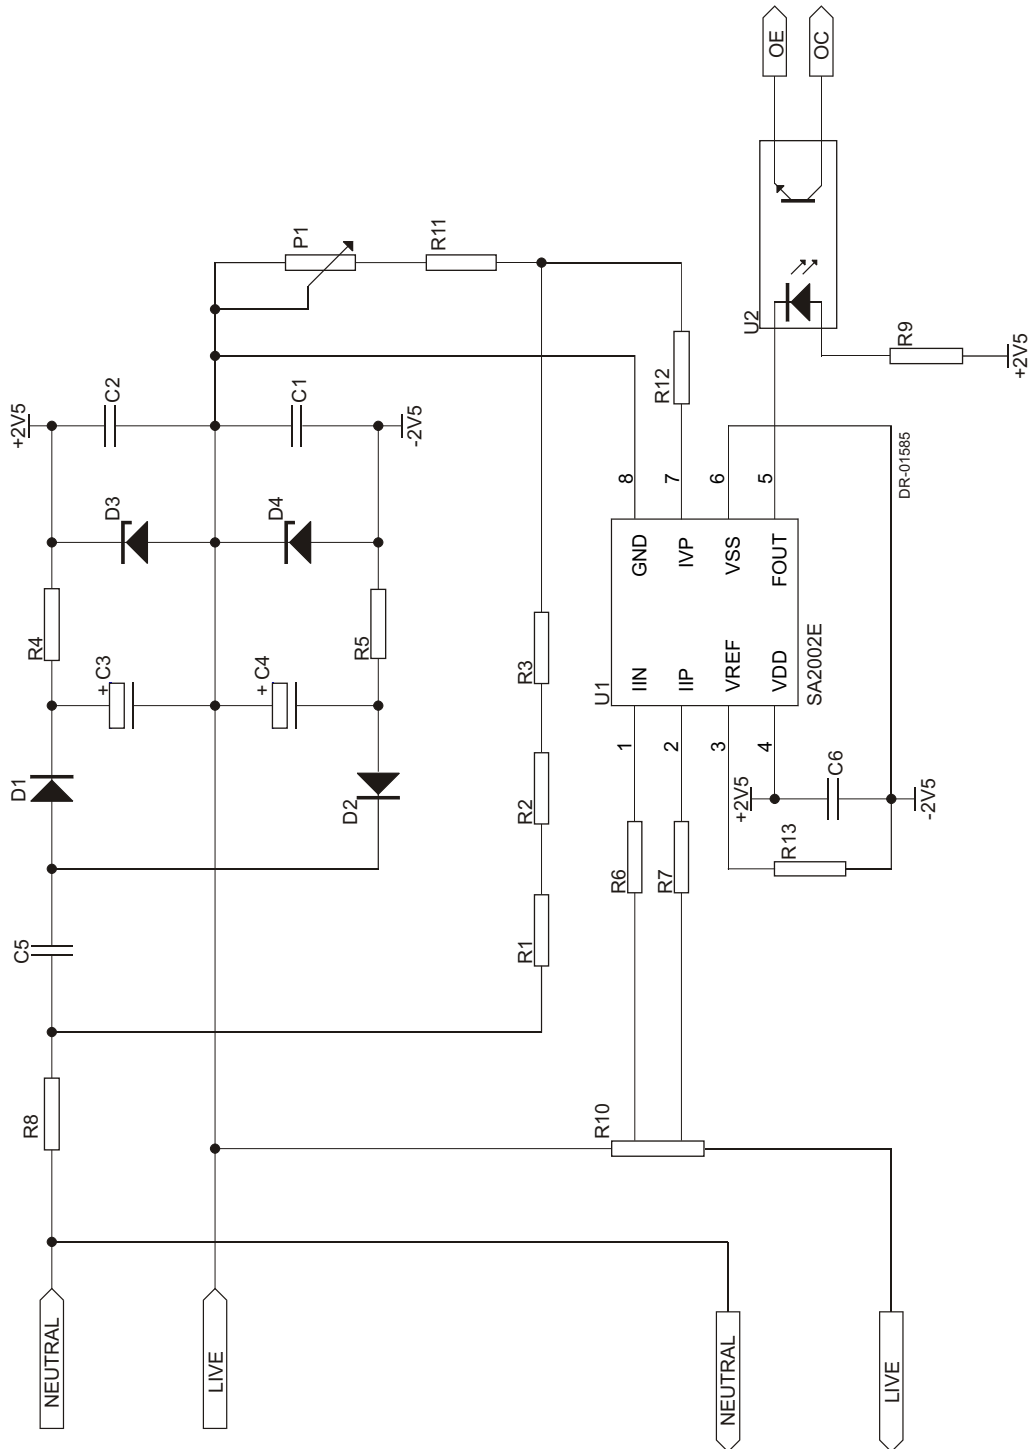 NEUTRAL
R8
C5
D1
C3
+
R4
D3
C2
+2V5
LIVE
D2
C4
+
R5
D4
C1
-2V5
P1
R11
R1
R2
R3
R12
R10
R6
R7
U1
IIN
IIP
VREF
VDD
GND
IVP
VSS
FOUT
SA2002E
1
2
3
4
8
7
6
5
NEUTRAL
R13
+2V5
C6
-2V5
U2
OE
OC
R9
+2V5
LIVE
DR-01585